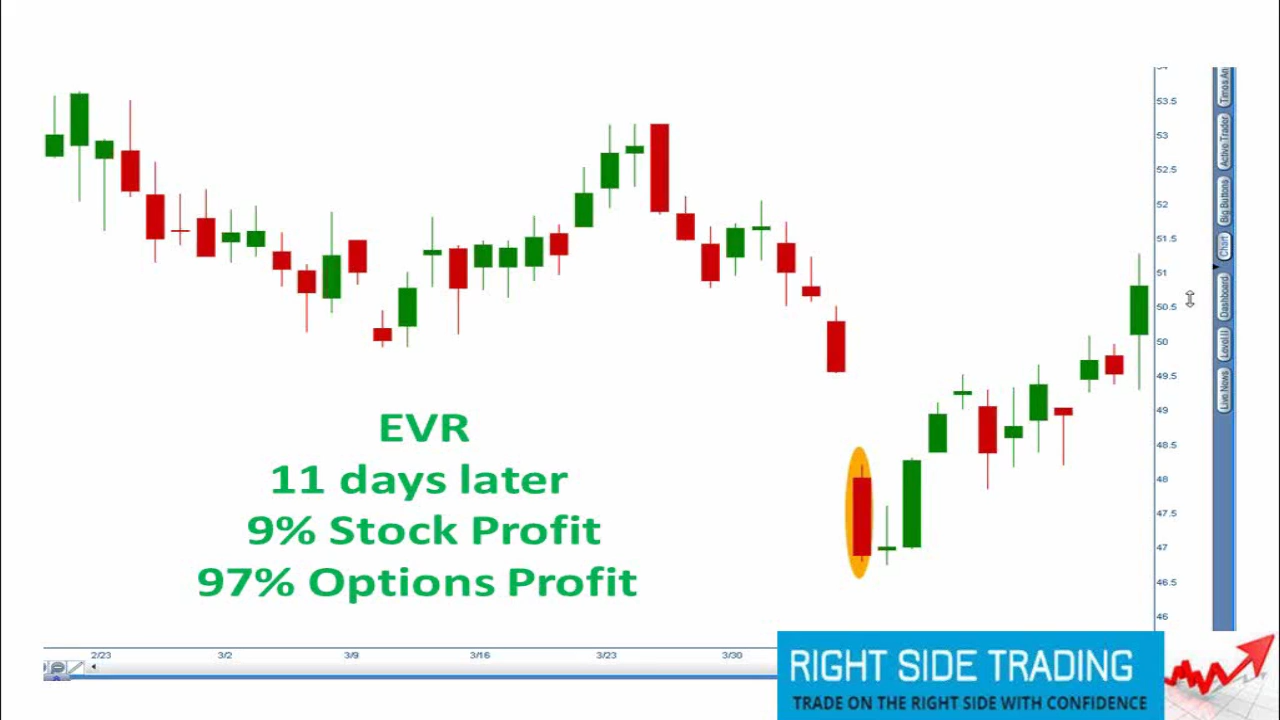 53.5
53
52.5
52
51.5
51
50.5
50
49.5
49
48.5
48
47.5
47
46.5
46
Active Trader
Big Buttons
Chart
Dashboard
Level II
Live News
EVR
11 days later
9% Stock Profit
97% Options Profit
2/23 3/2 3/9 3/16 3/23 3/30
RIGHT SIDE TRADING
TRADE ON THE RIGHT SIDE WITH CONFIDENCE